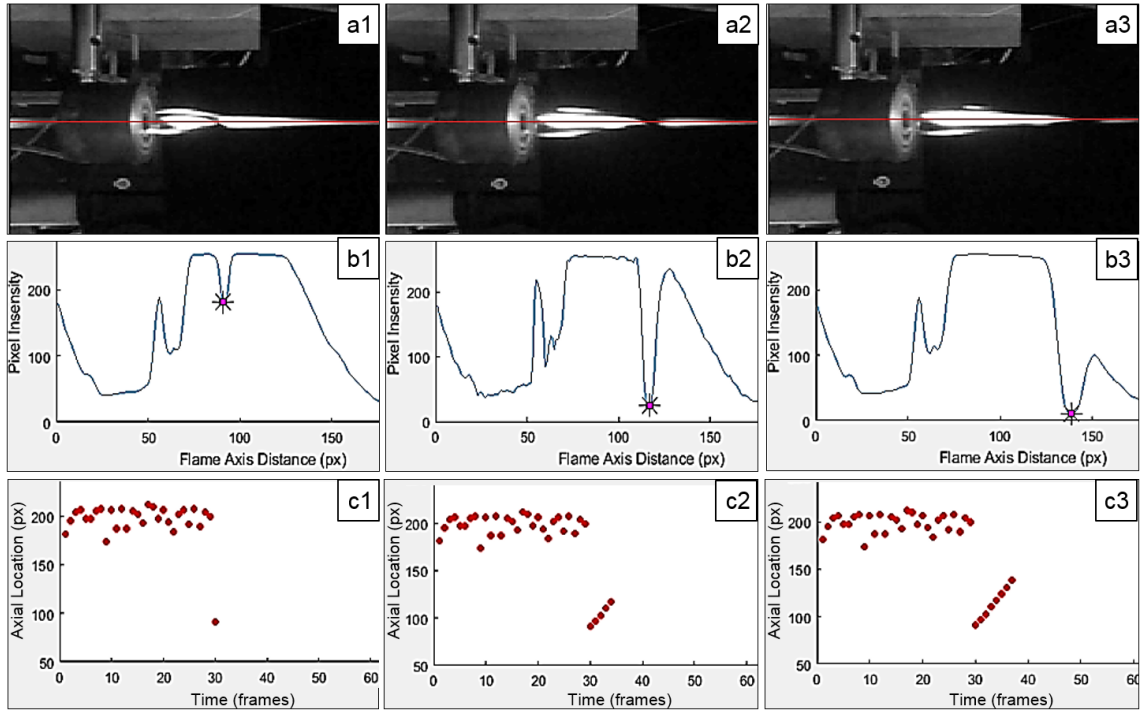 a1
a2
a3
b1
200
100
0
Pixel Insensity
0 50 100 150
Flame Axis Distance (px)
b2
200
100
0
Pixel Insensity
0 50 100 150
Flame Axis Distance (px)
b3
200
100
0
Pixel Insensity
0 50 100 150
Flame Axis Distance (px)
c1
200
150
100
50
Axial Location (px)
0 10 20 30 40 50 60
Time (frames)
c2
200
150
100
50
Axial Location (px)
0 10 20 30 40 50 60
Time (frames)
c3
200
150
100
50
Axial Location (px)
0 10 20 30 40 50 60
Time (frames)